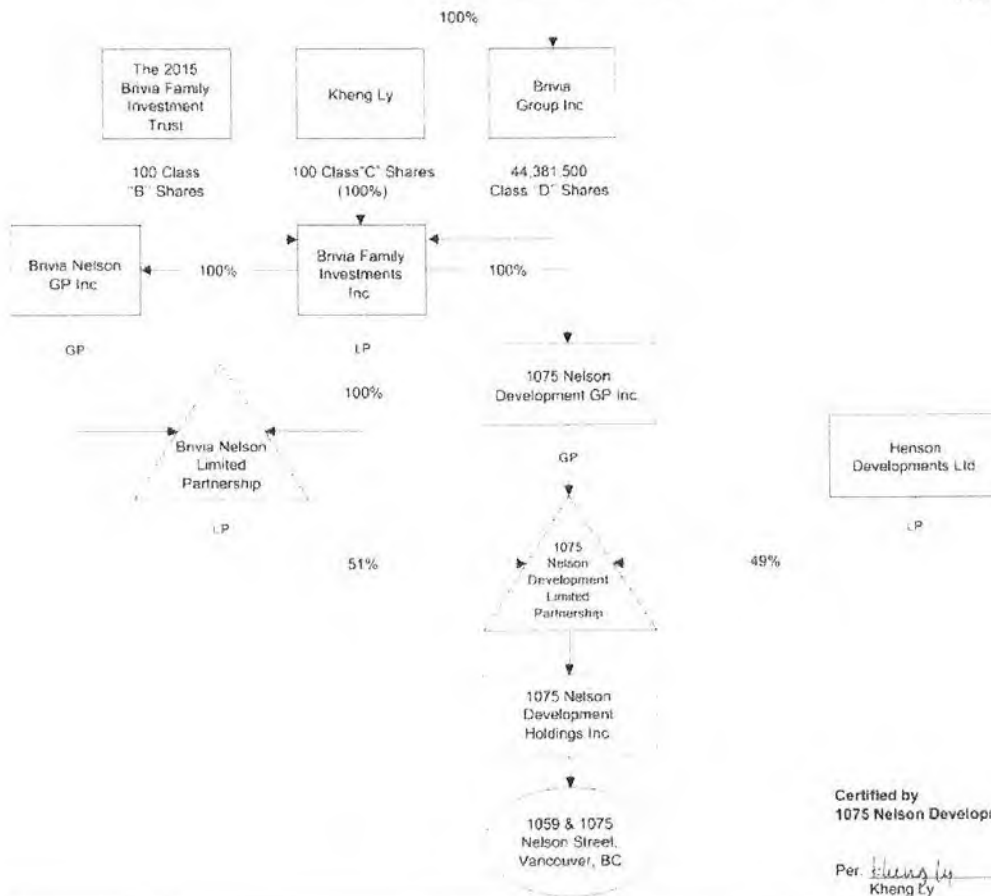 100%
The 2015
Brivia Family
Investment
Trust
Kheng Ly
Brivia
Group Inc
100 Class
"B" Shares
100 Class "C" Shares
(100%)
44,381,500
Class "D" Shares
Brivia Nelson
GP Inc
100%
Brivia Family
Investments
Inc
100%
GP
LP
100%
1075 Nelson
Development GP Inc
Brivia Nelson
Limited
Partnership
GP
Henson
Developments Ltd
LP
LP
51%
1075
Nelson
Development
Limited
Partnership
49%
1075 Nelson
Development
Holdings Inc
1059 & 1075
Nelson Street,
Vancouver, BC
Certified by
1075 Nelson Develop
Per. Kheng Ly
Kheng Ly